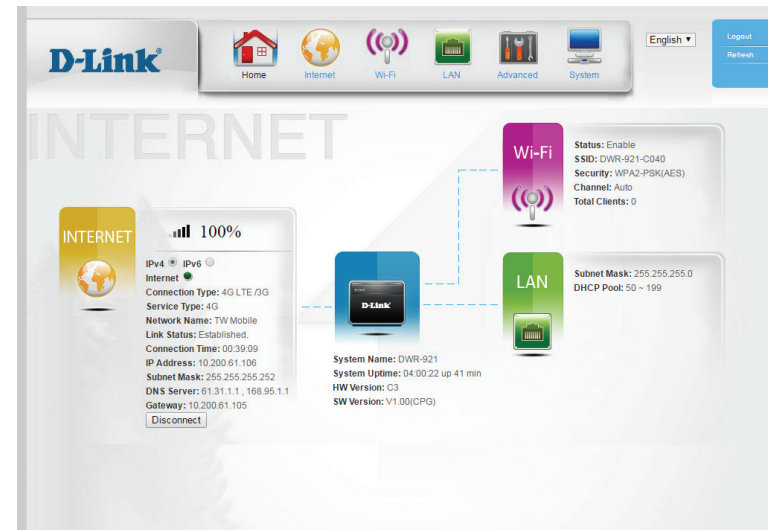 D-Link
Home
Internet
Wi-Fi
LAN
Advanced
System
English
Logout
Refresh
INTERNET
INTERNET
100%
IPv4 IPv6
Internet
Connection Type: 4G LTE /3G
Service Type: 4G
Network Name: TW Mobile
Link Status: Established.
Connection Time: 00:39:09
IP Address: 10.200.61.106
Subnet Mask: 255.255.255.252
DNS Server: 61.31.1.1 , 168.95.1.1
Gateway: 10.200.61.105
Disconnect
D-Link
System Name: DWR-921
System Uptime: 04:00:22 up 41 min
HW Version: C3
SW Version: V1.00(CPG)
Wi-Fi
Status: Enable
SSID: DWR-921-C040
Security: WPA2-PSK(AES)
Channel: Auto
Total Clients: 0
LAN
Subnet Mask: 255.255.255.0
DHCP Pool: 50 ~ 199